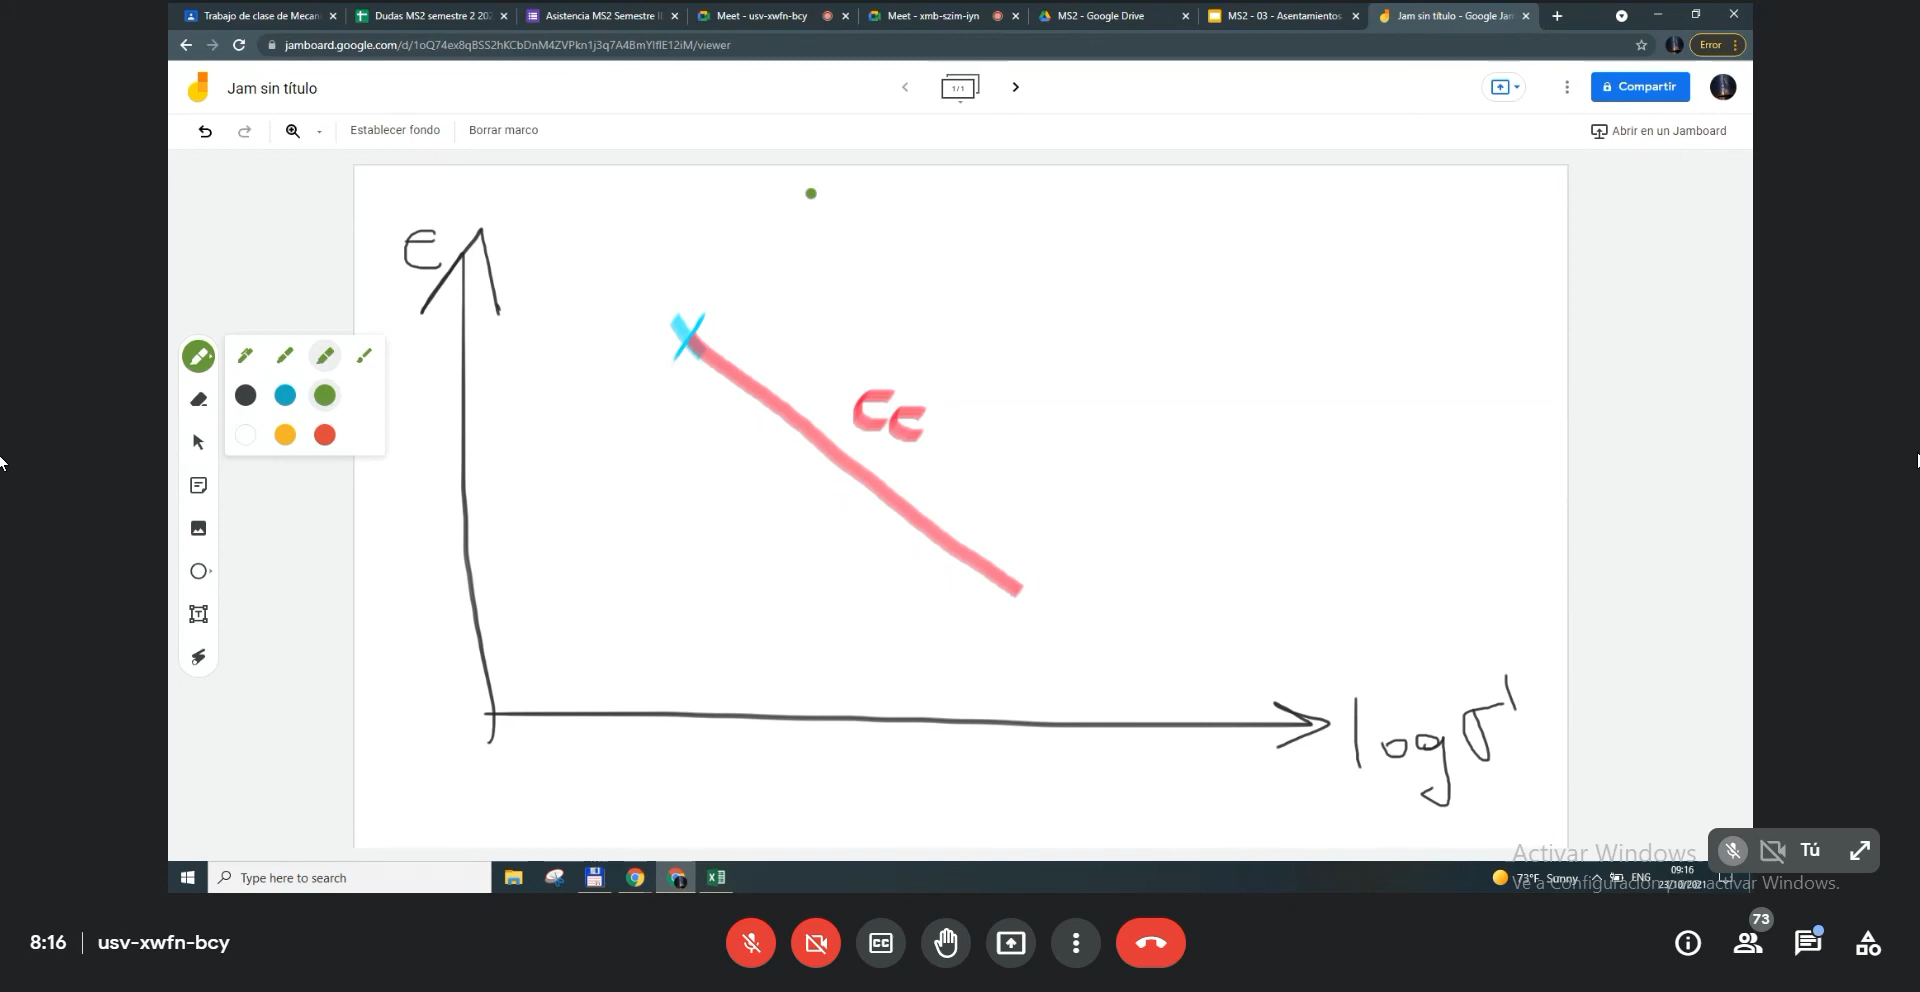 Trabajo de clase de Mecan
Dudas MS2 semestre 2 202
Asistencia MS2 Semestre II
Meet - usv-xwfn-bcy
Meet - xmb-szim-iyn
MS2 - Google Drive
MS2 - 03 - Asentamientos
Jam sin título - Google Jam
jamboard.google.com/d/1oQ74ex8qBSS2hKCbDnM4ZVPkn1j3q7A4BmYIflE12iM/viewer
Error
Jam sin título
1/1
Compartir
Establecer fondo
Borrar marco
Abrir en un Jamboard
e
Cc
log σ'
Activar Windows
Tú
Type here to search
73°F Sunny
ENG
09:16
23/10/2021
Ve a Configuración para activar Windows.
8:16
usv-xwfn-bcy
CC
73